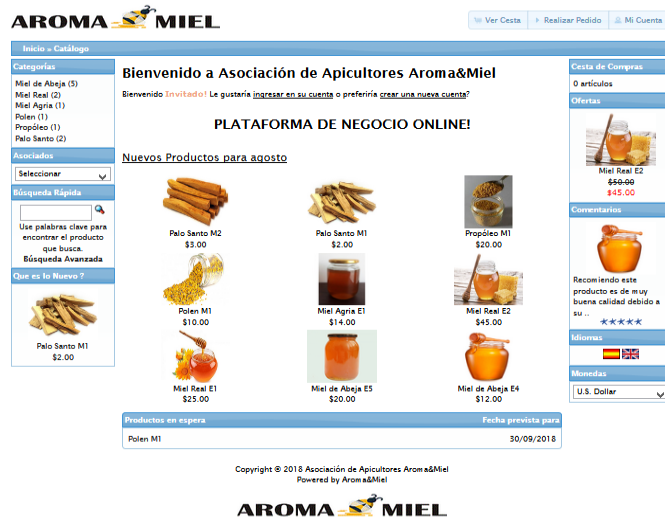 AROMA MIEL
Ver Cesta
Realizar Pedido
Mi Cuenta
Inicio » Catálogo
Categorías
Miel de Abeja (5)
Miel Real (2)
Miel Agria (1)
Polen (1)
Propóleo (1)
Palo Santo (2)
Asociados
Seleccionar
Búsqueda Rápida
Use palabras clave para
encontrar el producto
que busca.
Búsqueda Avanzada
Que es lo Nuevo ?
Palo Santo M1
$2.00
Bienvenido a Asociación de Apicultores Aroma&Miel
Bienvenido Invitado! Le gustaría ingresar en su cuenta o preferiría crear una nueva cuenta?
PLATAFORMA DE NEGOCIO ONLINE!
Nuevos Productos para agosto
Palo Santo M2
$3.00
Palo Santo M1
$2.00
Propóleo M1
$20.00
Polen M1
$10.00
Miel Agria E1
$14.00
Miel Real E2
$45.00
Miel Real E1
$25.00
Miel de Abeja E5
$20.00
Miel de Abeja E4
$12.00
Productos en espera
Fecha prevista para
Polen M1
30/09/2018
Cesta de Compras
0 artículos
Ofertas
Miel Real E2
$50.00
$45.00
Comentarios
Recomiendo este
producto es de muy
buena calidad debido a
su ..
Idiomas
Monedas
U.S. Dollar
Copyright © 2018 Asociación de Apicultores Aroma&Miel
Powered by Aroma&Miel
AROMA MIEL